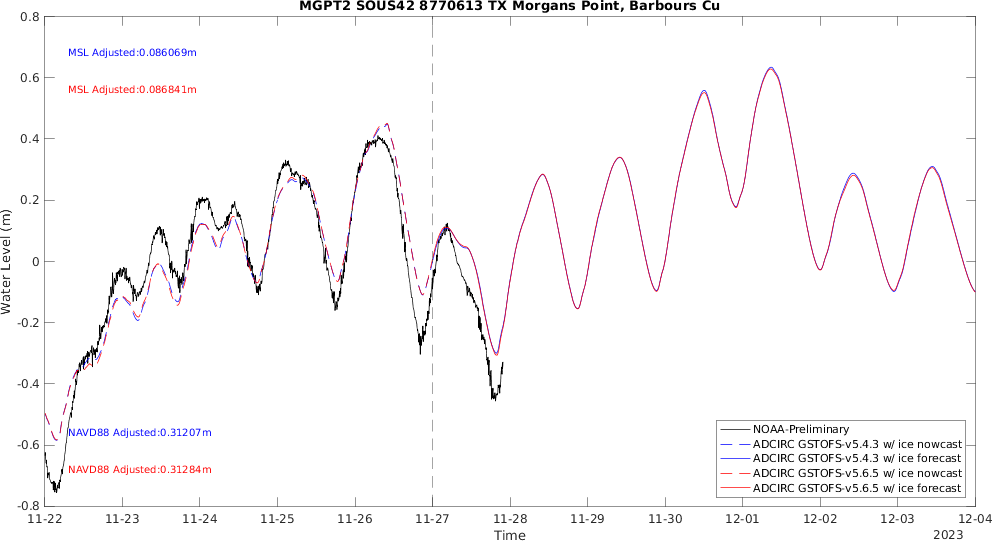 MGPT2 SOUS42 8770613 TX Morgans Point, Barbours Cu
MSL Adjusted:0.086069m
MSL Adjusted:0.086841m
NAVD88 Adjusted:0.31207m
NAVD88 Adjusted:0.31284m
Water Level (m)
0.8
0.6
0.4
0.2
0
-0.2
-0.4
-0.6
-0.8
NOAA-Preliminary
ADCIRC GSTOFS-v5.4.3 w/ ice nowcast
ADCIRC GSTOFS-v5.4.3 w/ ice forecast
ADCIRC GSTOFS-v5.6.5 w/ ice nowcast
ADCIRC GSTOFS-v5.6.5 w/ ice forecast
11-22 11-23 11-24 11-25 11-26 11-27 11-28 11-29 11-30 12-01 12-02 12-03 12-04
Time
2023